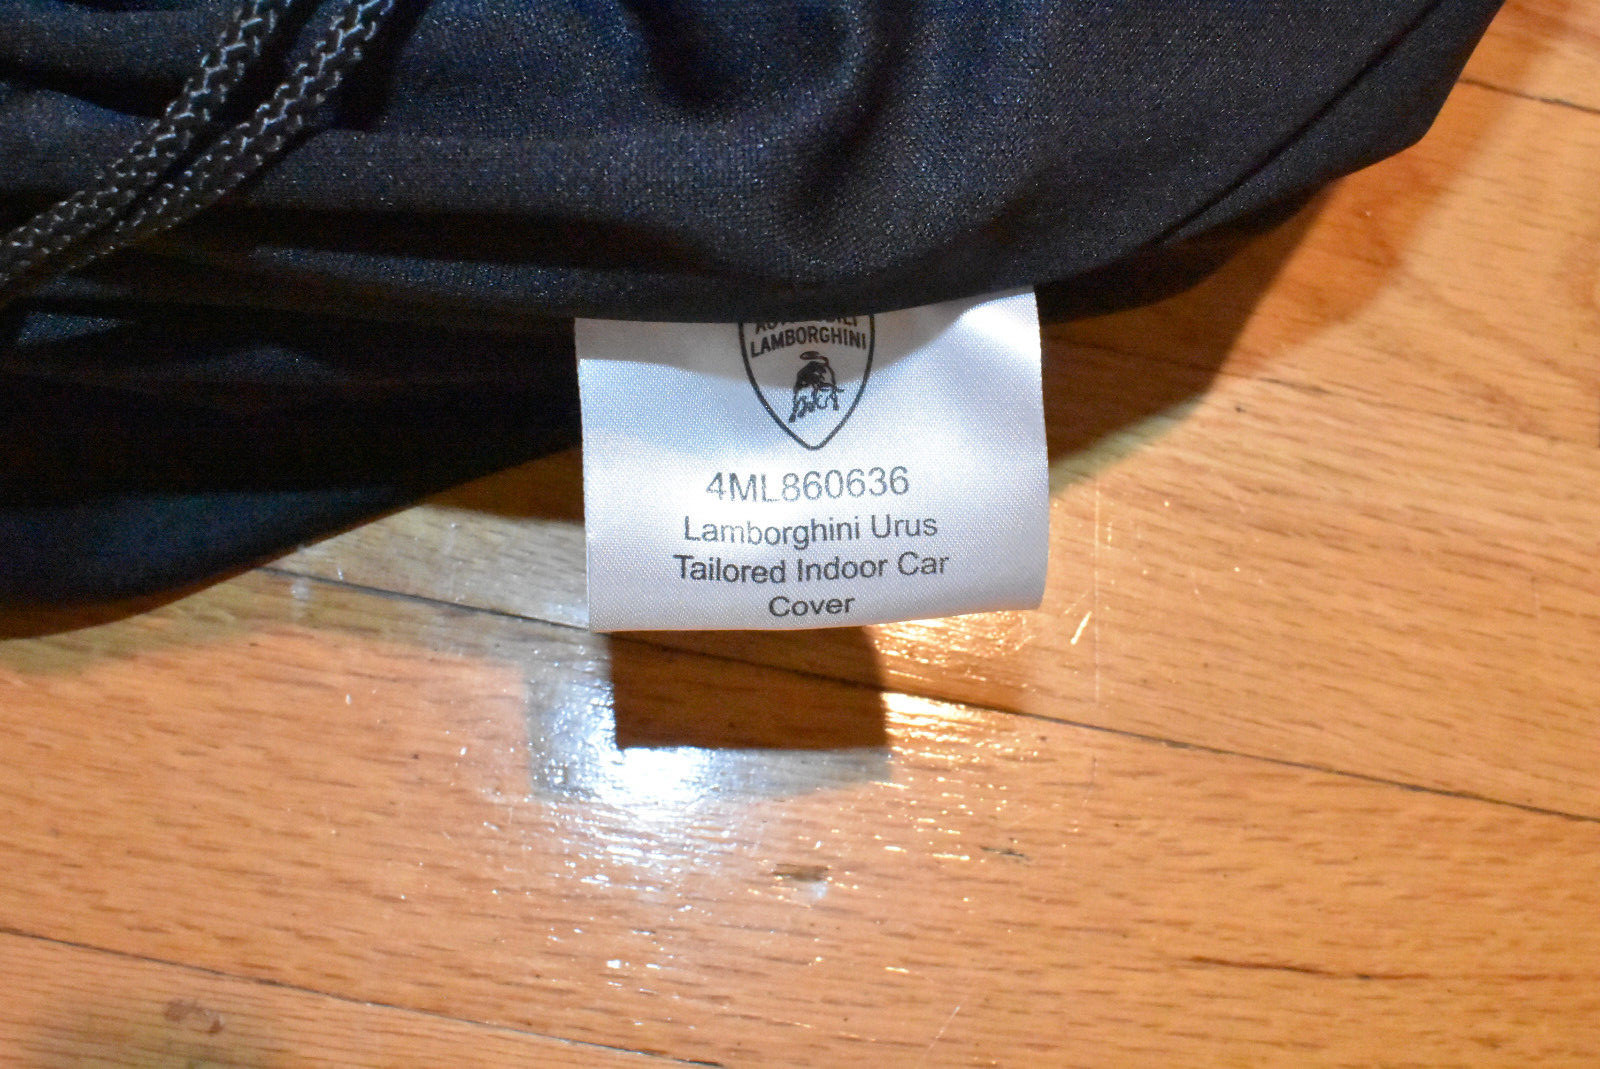 LAMBORGHINI
4ML860636
Lamborghini Urus
Tailored Indoor Car
Cover